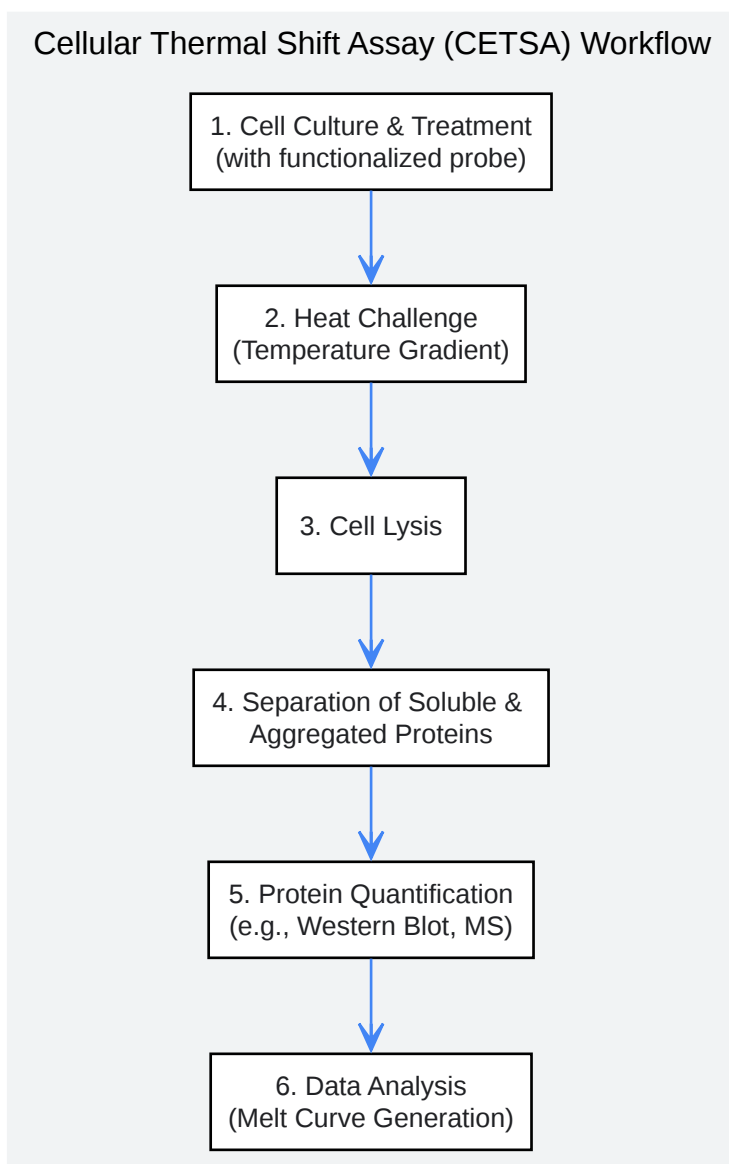 Cellular Thermal Shift Assay (CETSA) Workflow
1. Cell Culture & Treatment
(with functionalized probe)
2. Heat Challenge
(Temperature Gradient)
3. Cell Lysis
4. Separation of Soluble &
Aggregated Proteins
5. Protein Quantification
(e.g., Western Blot, MS)
6. Data Analysis
(Melt Curve Generation)